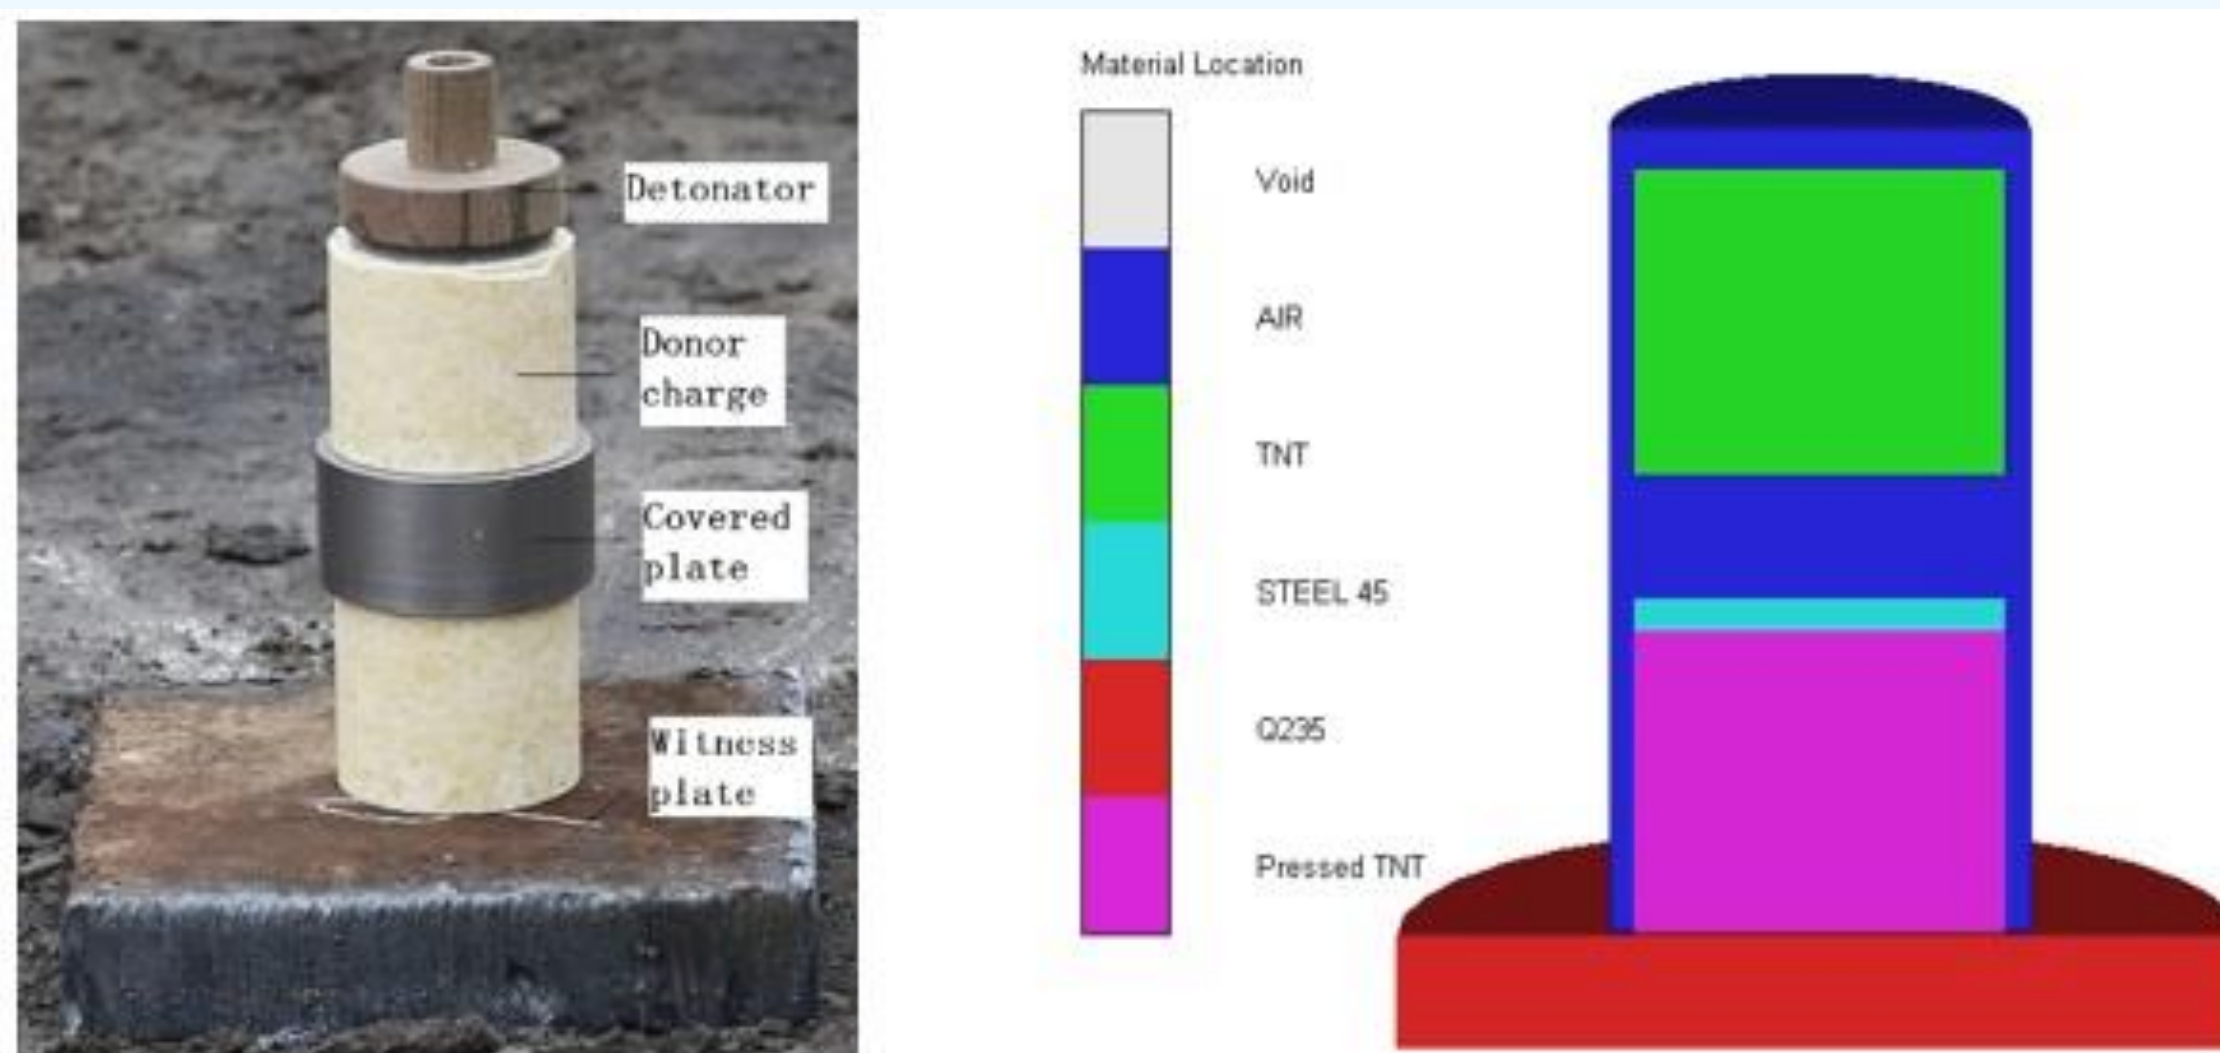 Detonator
Donor
charge
Covered
plate
Witness
plate
Material Location
Void
AIR
TNT
STEEL 45
Q235
Pressed TNT